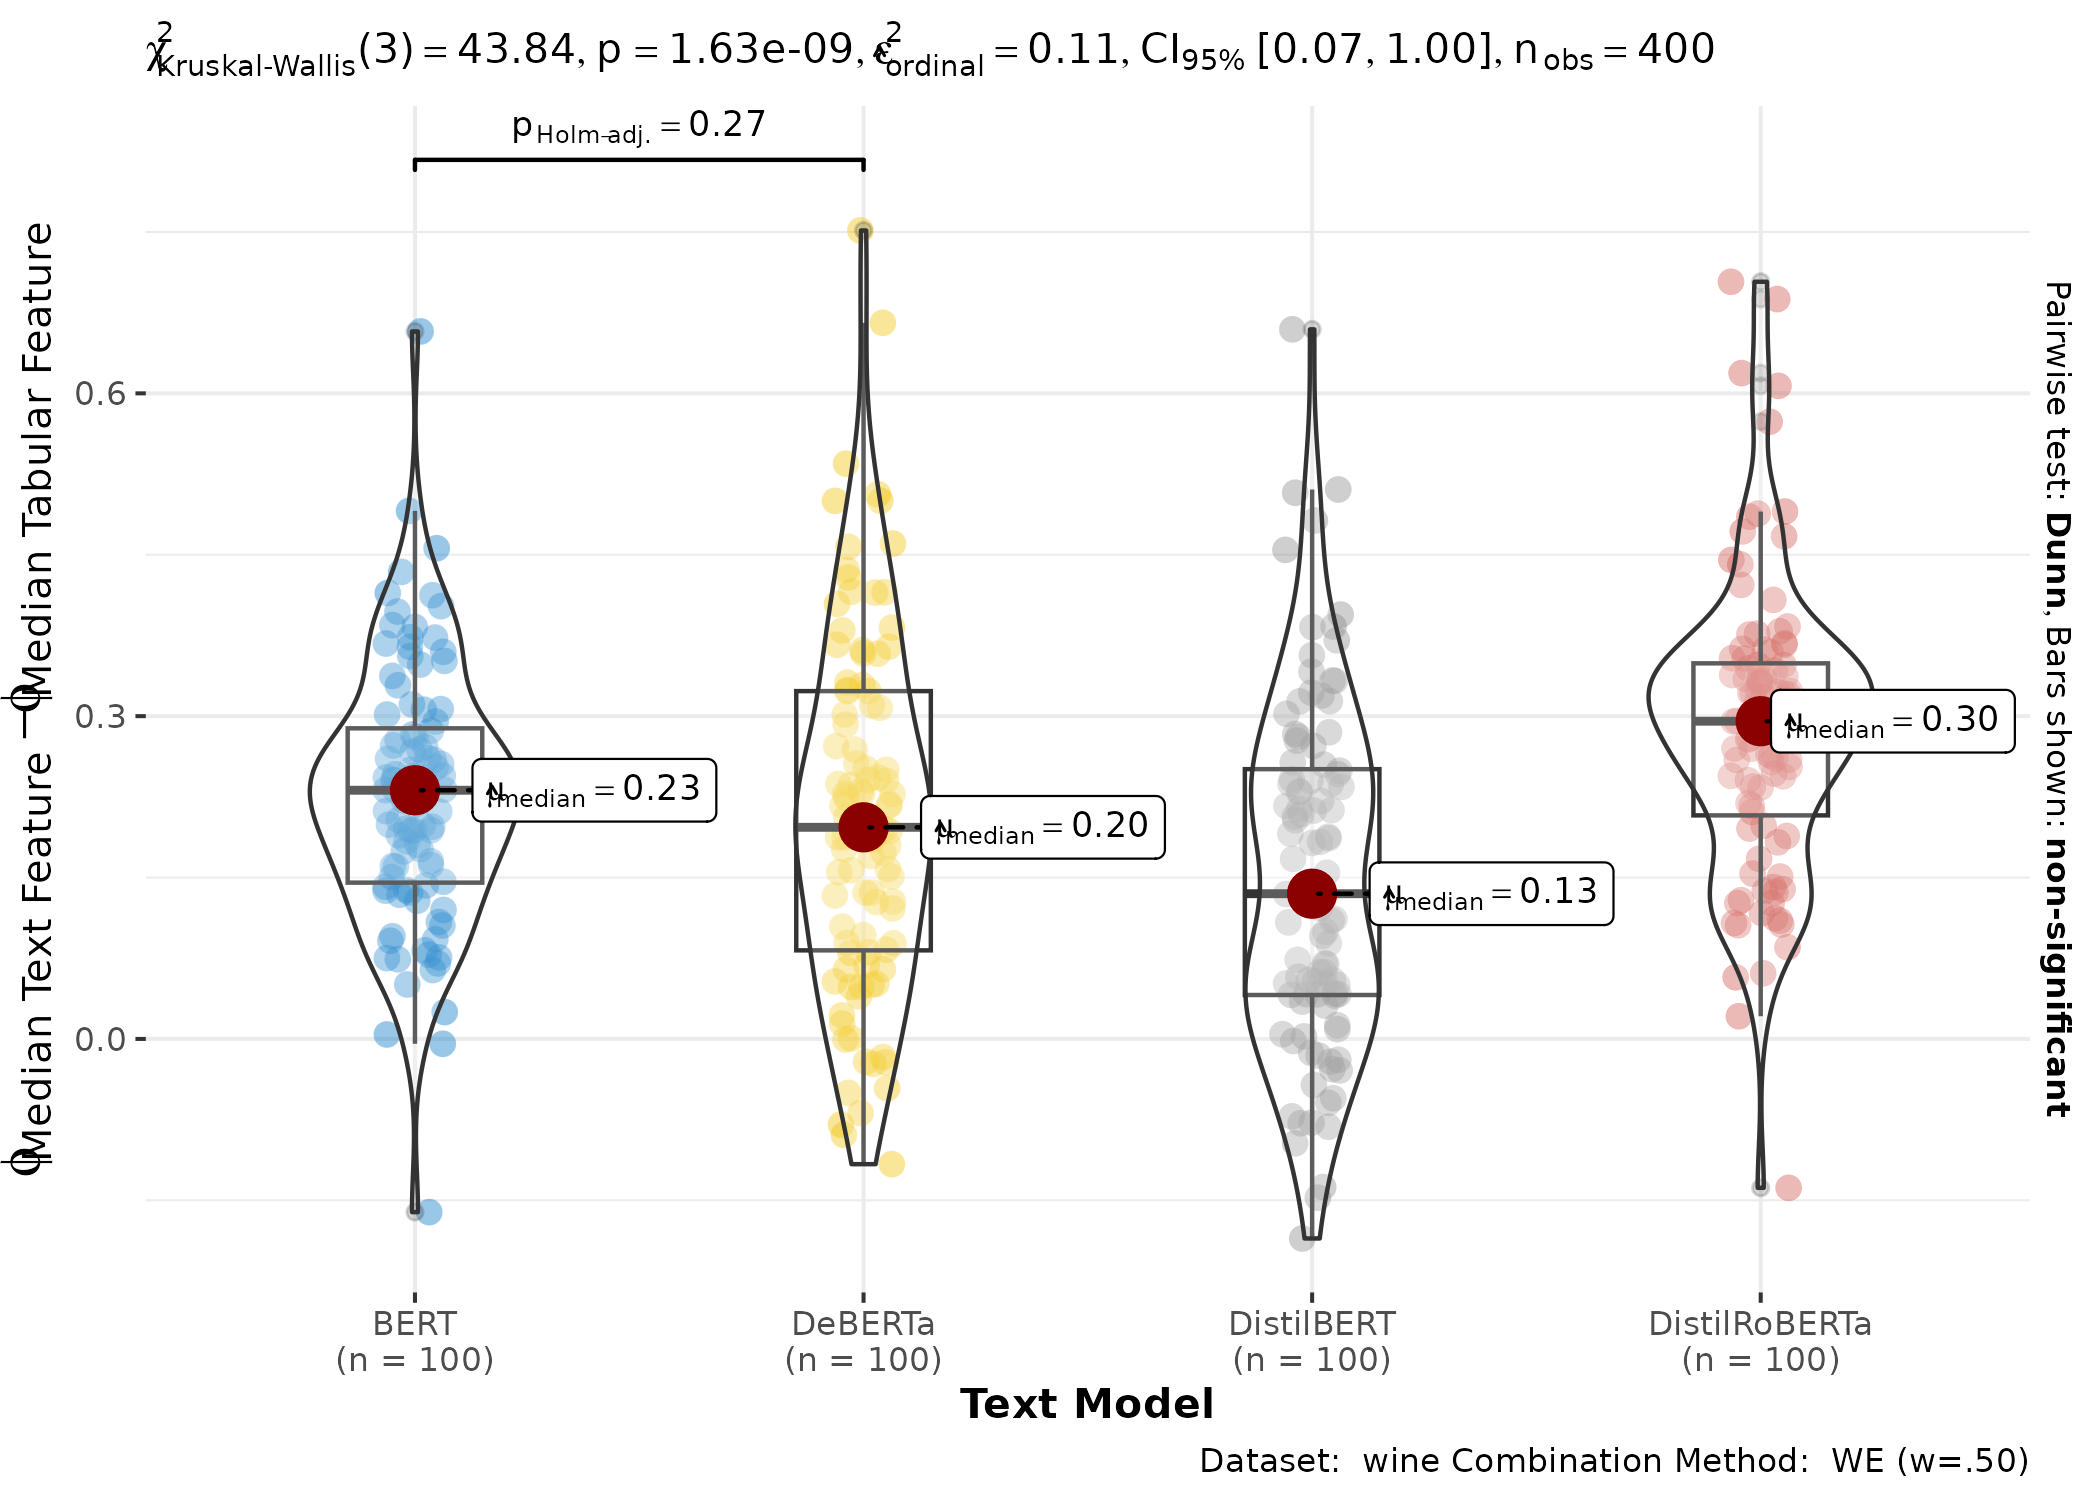 χ²Kruskal-Wallis(3) = 43.84, p = 1.63e-09, ε²ordinal = 0.11, CI95% [0.07, 1.00], nobs = 400
pHolm-adj. = 0.27
ϕMedian Text Feature − ϕMedian Tabular Feature
0.6
0.3
0.0
μ̂median = 0.23
μ̂median = 0.20
μ̂median = 0.13
μ̂median = 0.30
Pairwise test: Dunn, Bars shown: non-significant
BERT
(n = 100)
DeBERTa
(n = 100)
DistilBERT
(n = 100)
DistilRoBERTa
(n = 100)
Text Model
Dataset: wine Combination Method: WE (w=.50)